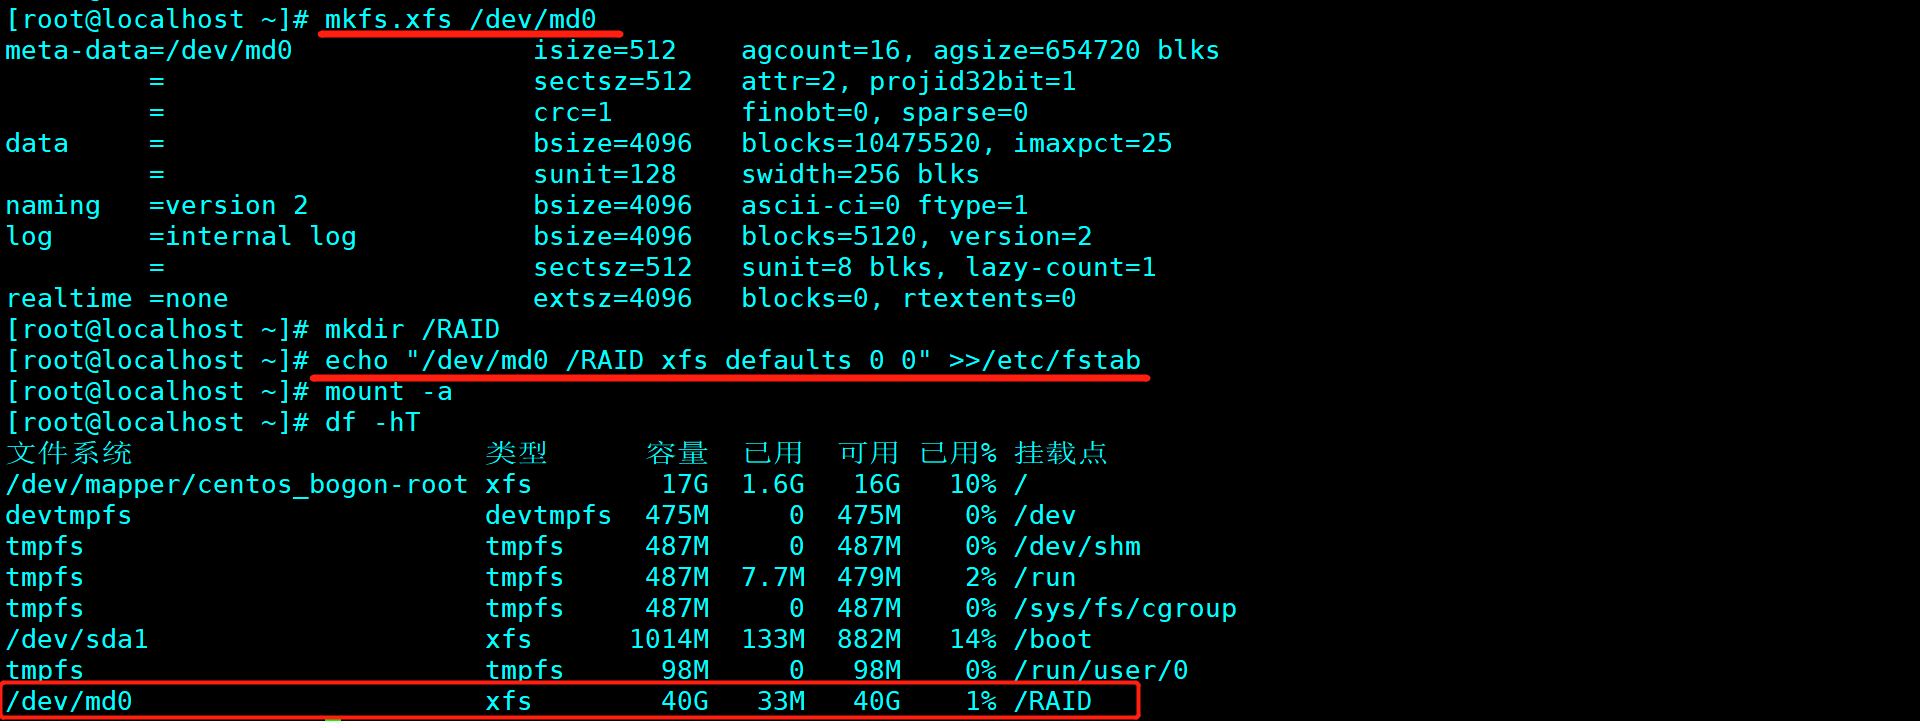 [root@localhost ~]# mkfs.xfs /dev/md0
meta-data=/dev/md0               isize=512    agcount=16, agsize=654720 blks
         =                       sectsz=512   attr=2, projid32bit=1
         =                       crc=1        finobt=0, sparse=0
data     =                       bsize=4096   blocks=10475520, imaxpct=25
         =                       sunit=128    swidth=256 blks
naming   =version 2              bsize=4096   ascii-ci=0 ftype=1
log      =internal log           bsize=4096   blocks=5120, version=2
         =                       sectsz=512   sunit=8 blks, lazy-count=1
realtime =none                   extsz=4096   blocks=0, rtextents=0
[root@localhost ~]# mkdir /RAID
[root@localhost ~]# echo "/dev/md0 /RAID xfs defaults 0 0" >>/etc/fstab
[root@localhost ~]# mount -a
[root@localhost ~]# df -hT
文件系统                      类型      容量  已用  可用 已用% 挂载点
/dev/mapper/centos_bogon-root xfs        17G  1.6G   16G   10% /
devtmpfs                      devtmpfs  475M     0  475M    0% /dev
tmpfs                         tmpfs     487M     0  487M    0% /dev/shm
tmpfs                         tmpfs     487M  7.7M  479M    2% /run
tmpfs                         tmpfs     487M     0  487M    0% /sys/fs/cgroup
/dev/sda1                     xfs      1014M  133M  882M   14% /boot
tmpfs                         tmpfs      98M     0   98M    0% /run/user/0
/dev/md0                      xfs        40G   33M   40G    1% /RAID